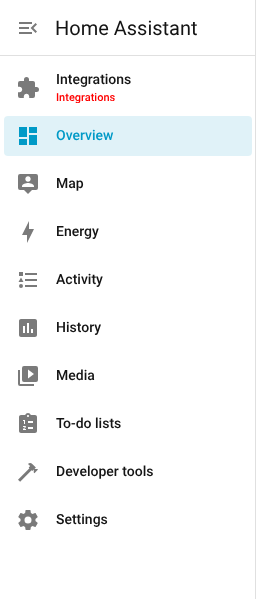 Home Assistant
Integrations
Integrations
Overview
Map
Energy
Activity
History
Media
To-do lists
Developer tools
Settings